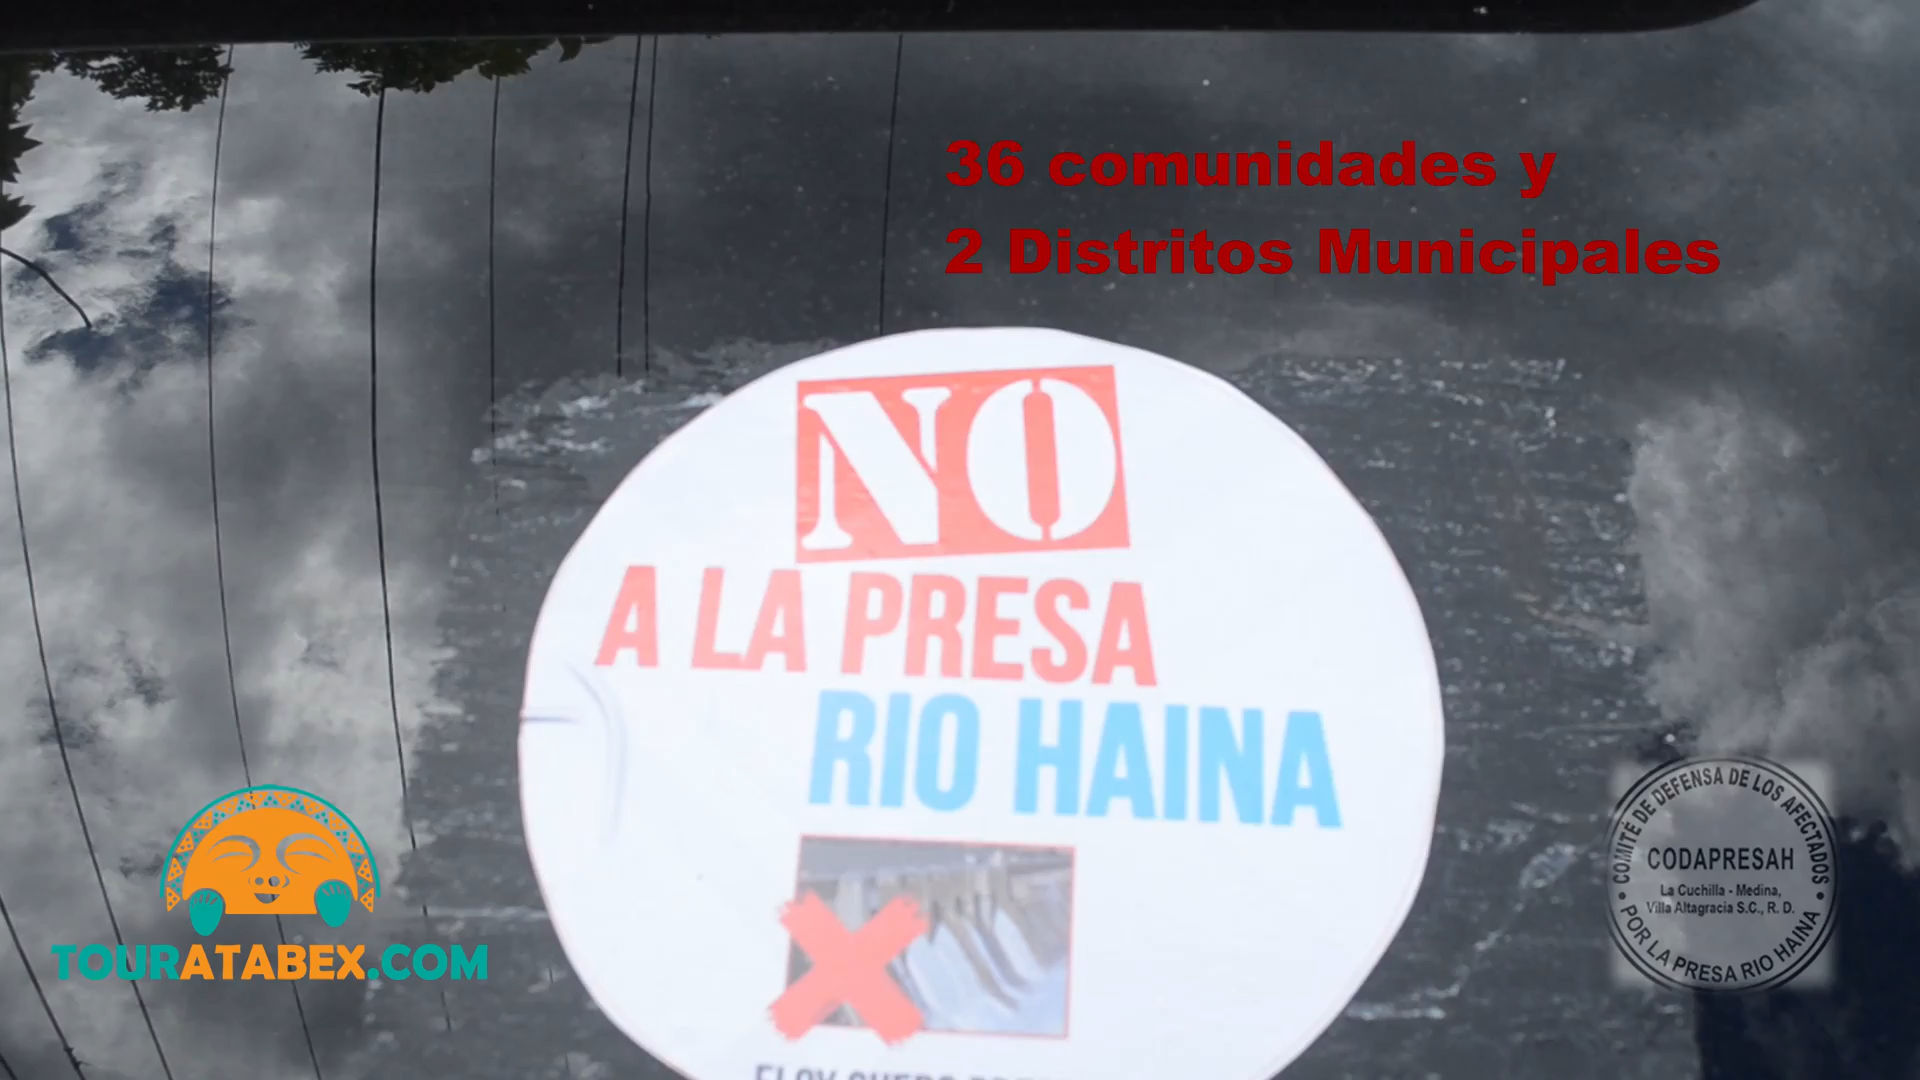 36 comunidades y
2 Distritos Municipales
NO
A LA PRESA
RIO HAINA
TOURATABEX.COM
COMITÉ DE DEFENSA DE LOS AFECTADOS
CODAPRESAH
La Cuchilla - Medina,
Villa Altagracia S.C., R. D.
POR LA PRESA RIO HAINA